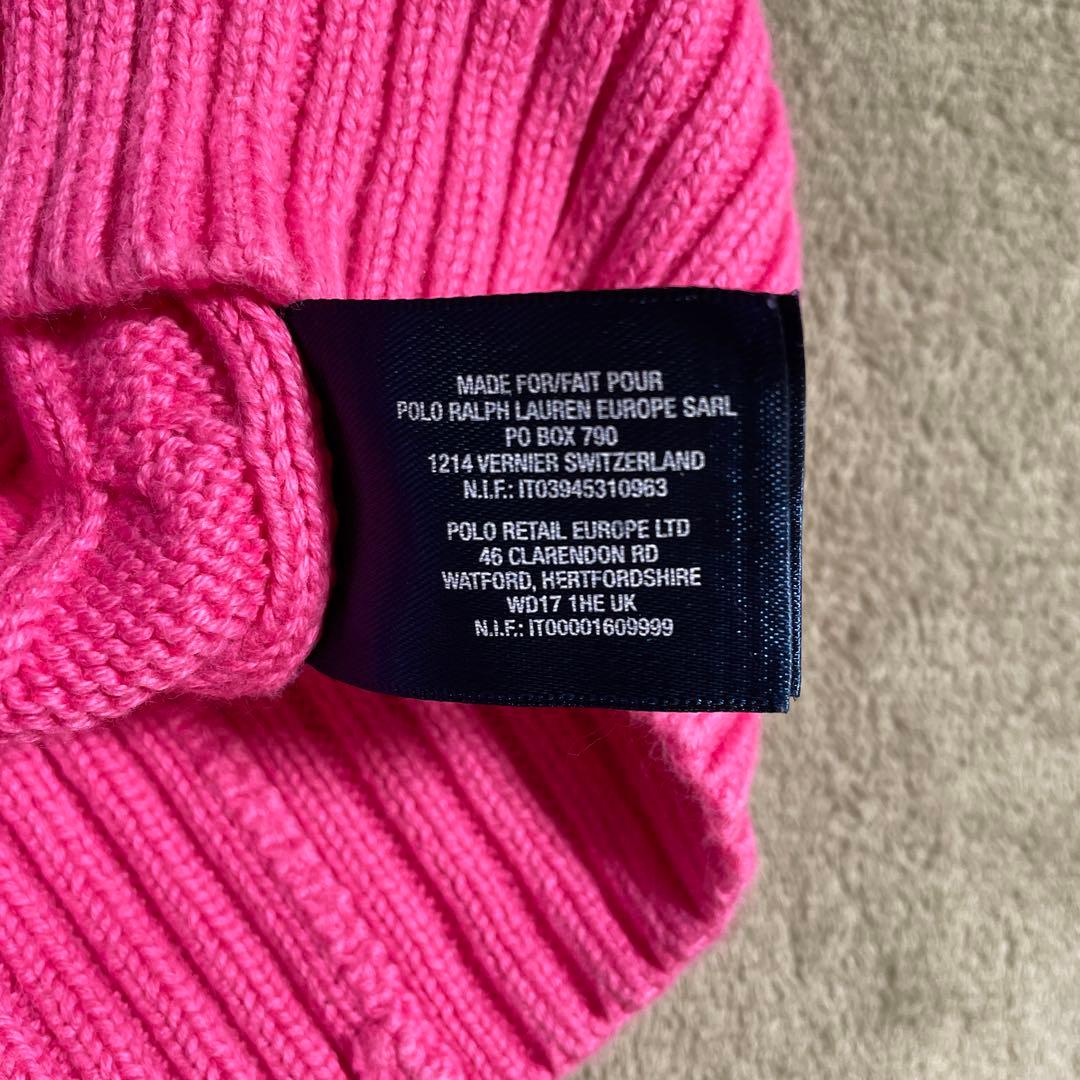 MADE FOR/FAIT POUR
POLO RALPH LAUREN EUROPE SARL
PO BOX 790
1214 VERNIER SWITZERLAND
N.I.F.: IT03945310963
POLO RETAIL EUROPE LTD
46 CLARENDON RD
WATFORD, HERTFORDSHIRE
WD17 1HE UK
N.I.F.: IT00001609999